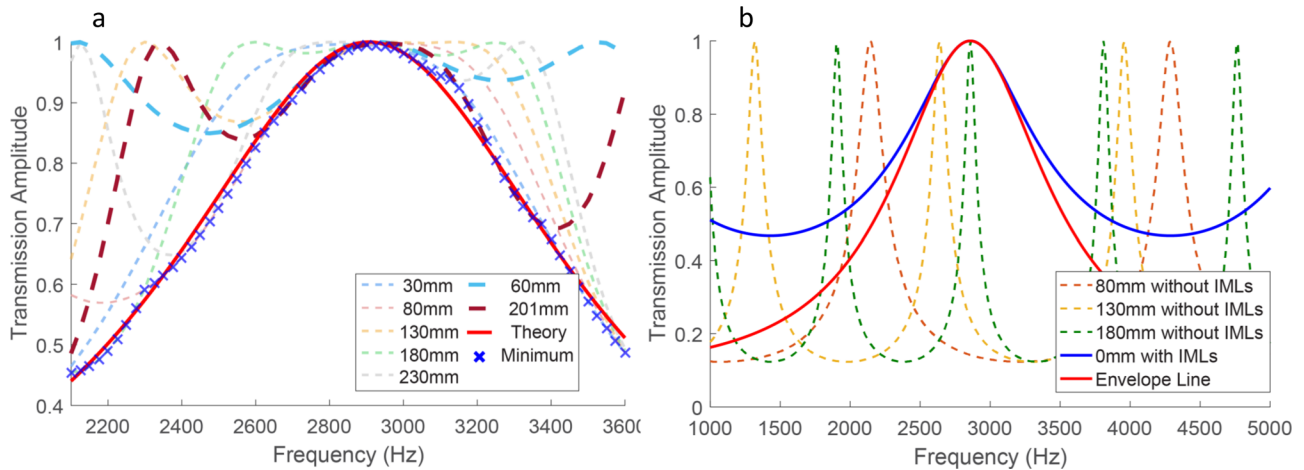 a
1
0.9
0.8
0.7
0.6
0.5
0.4
Transmission Amplitude
2200 2400 2600 2800 3000 3200 3400 3600
Frequency (Hz)
30mm 60mm
80mm 201mm
130mm Theory
180mm Minimum
230mm
b
1
0.8
0.6
0.4
0.2
0
Transmission Amplitude
1000 1500 2000 2500 3000 3500 4000 4500 5000
Frequency (Hz)
80mm without IMLs
130mm without IMLs
180mm without IMLs
0mm with IMLs
Envelope Line